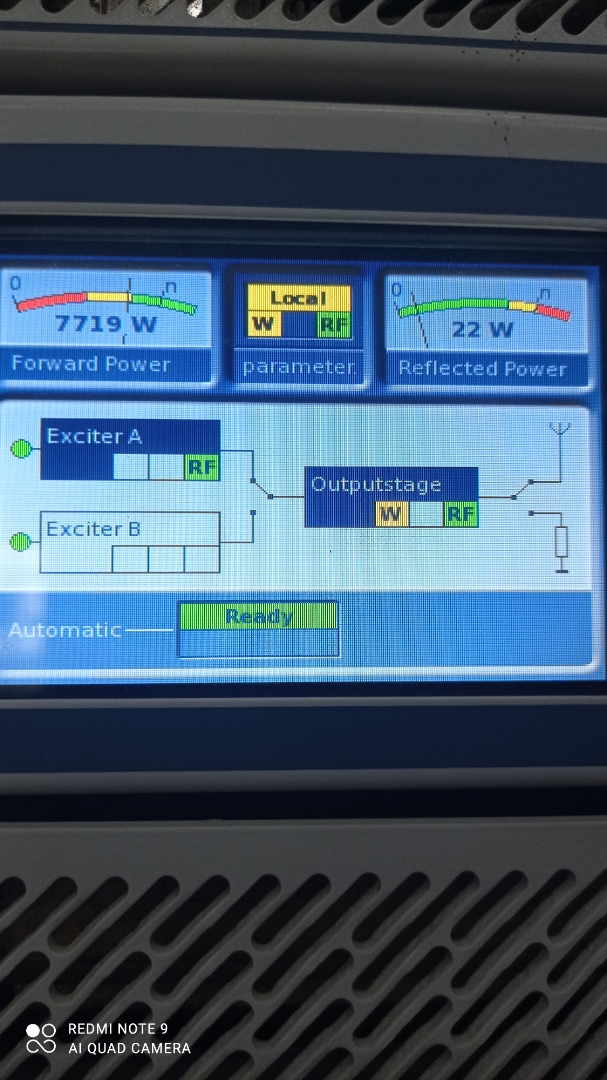 0 n
7719 W
Forward Power
Local
W RF
parameter.
0 n
22 W
Reflected Power
Exciter A
RF
Exciter B
Outputstage
W RF
Automatic
Ready
REDMI NOTE 9
AI QUAD CAMERA